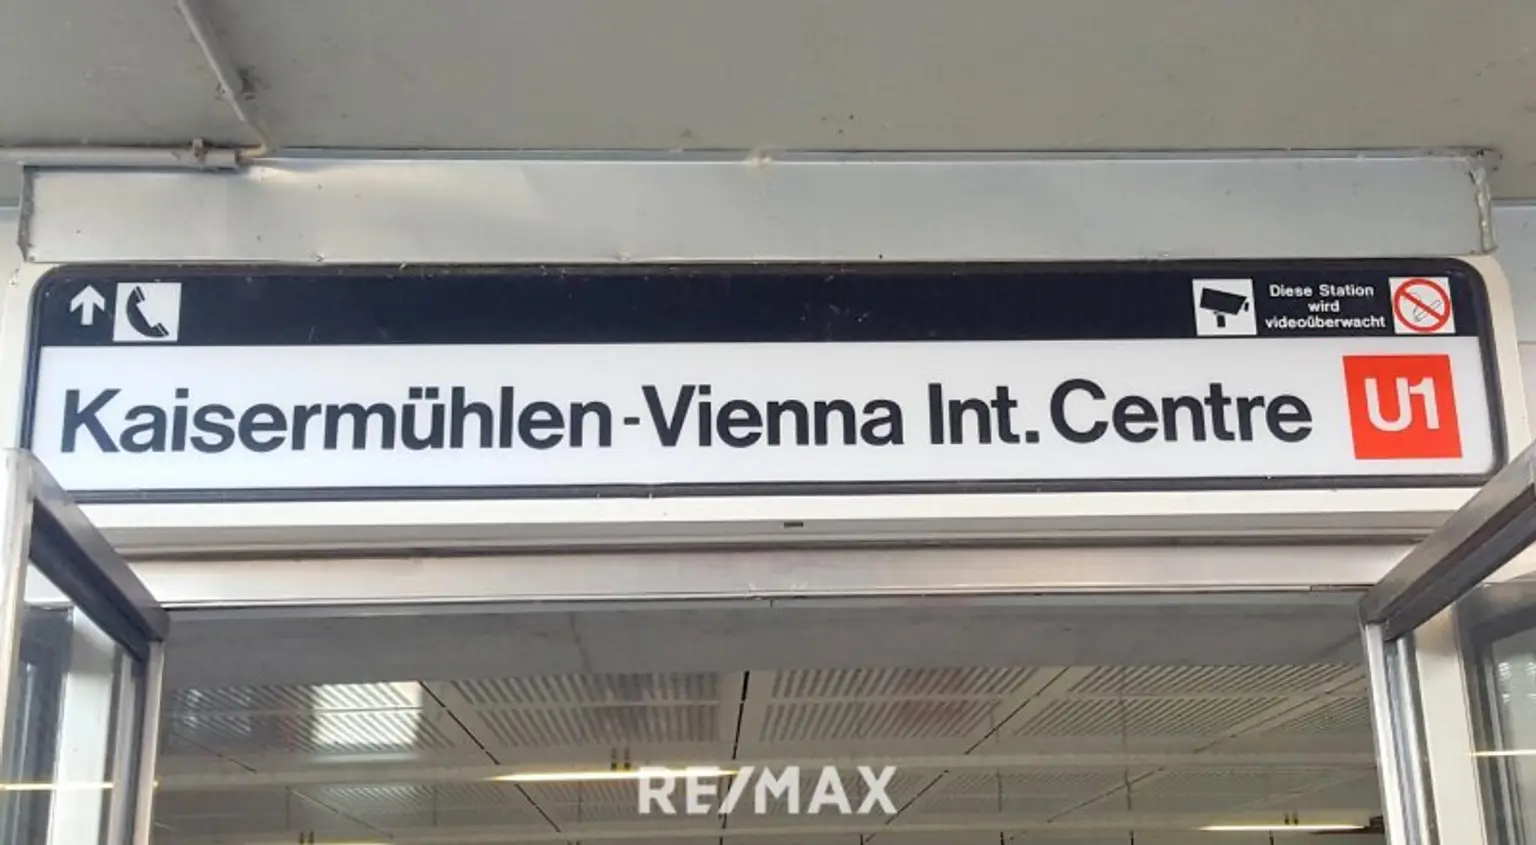 Diese Station
wird
videoüberwacht
Kaisermühlen-Vienna Int. Centre
U1
RE/MAX